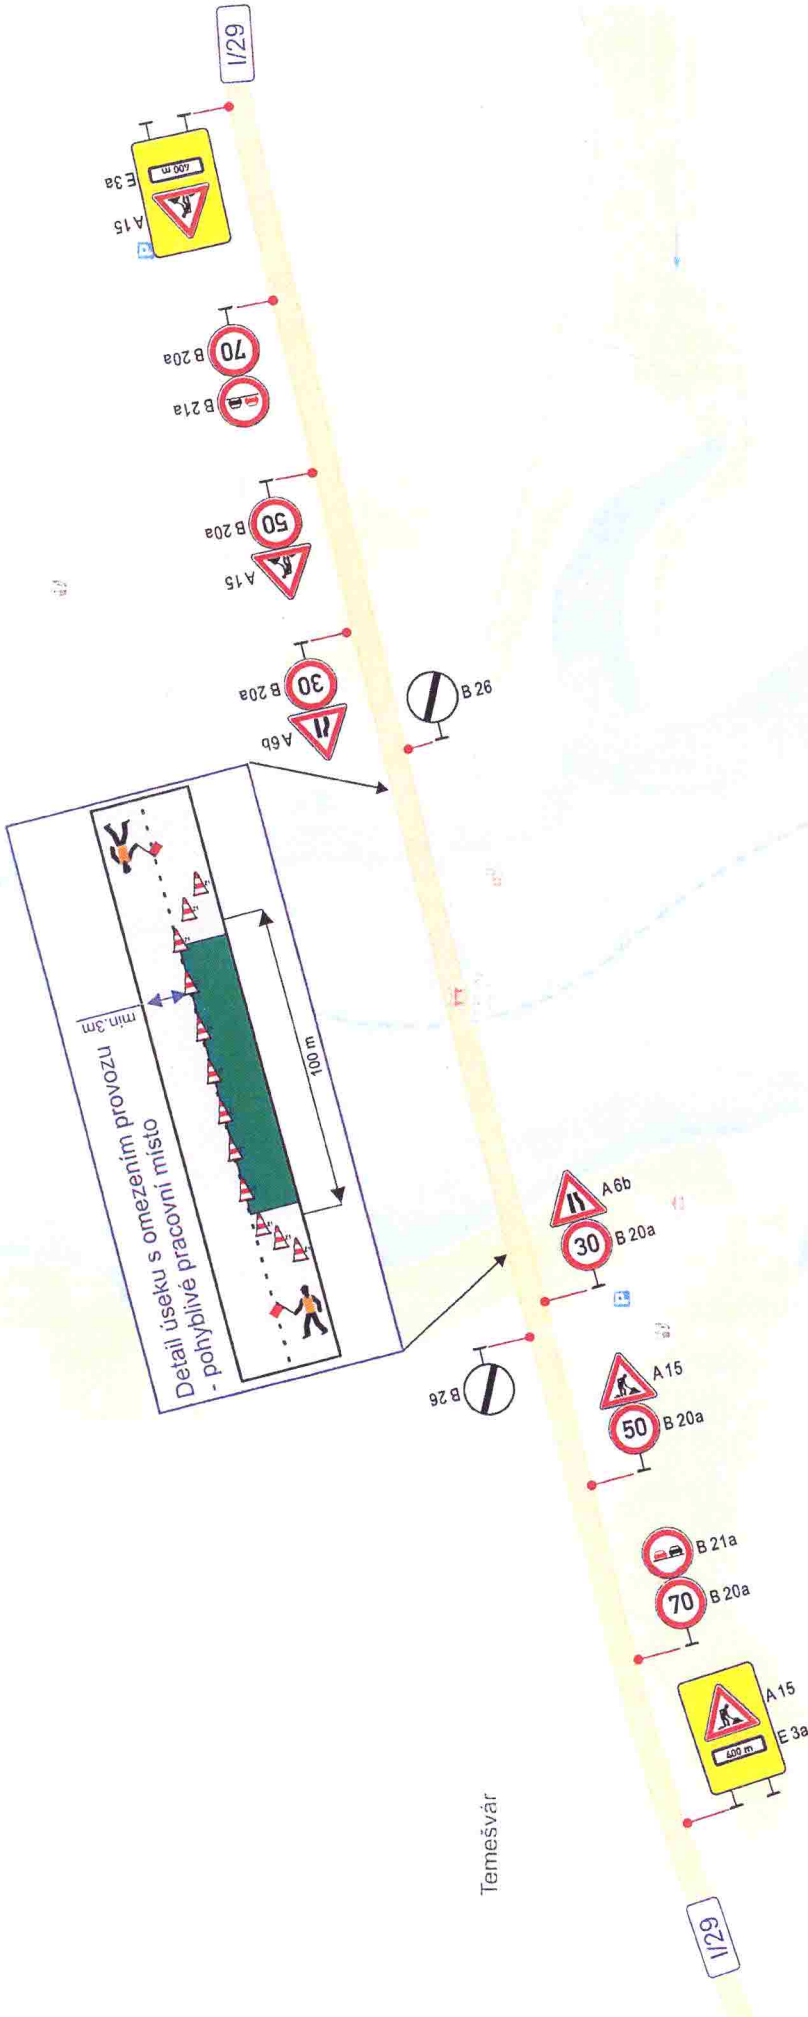 I/29
E 3a
400 m
A 15
B 20a
70
B 21a
B 20a
50
A 15
B 20a
30
A 6b
B 26
Detail úseku s omezením provozu
- pohyblivé pracovní místo
min.3m
100 m
A 6b
30
B 20a
B 26
A 15
50
B 20a
B 21a
70
B 20a
A 15
400 m
E 3a
Temešvár
I/29